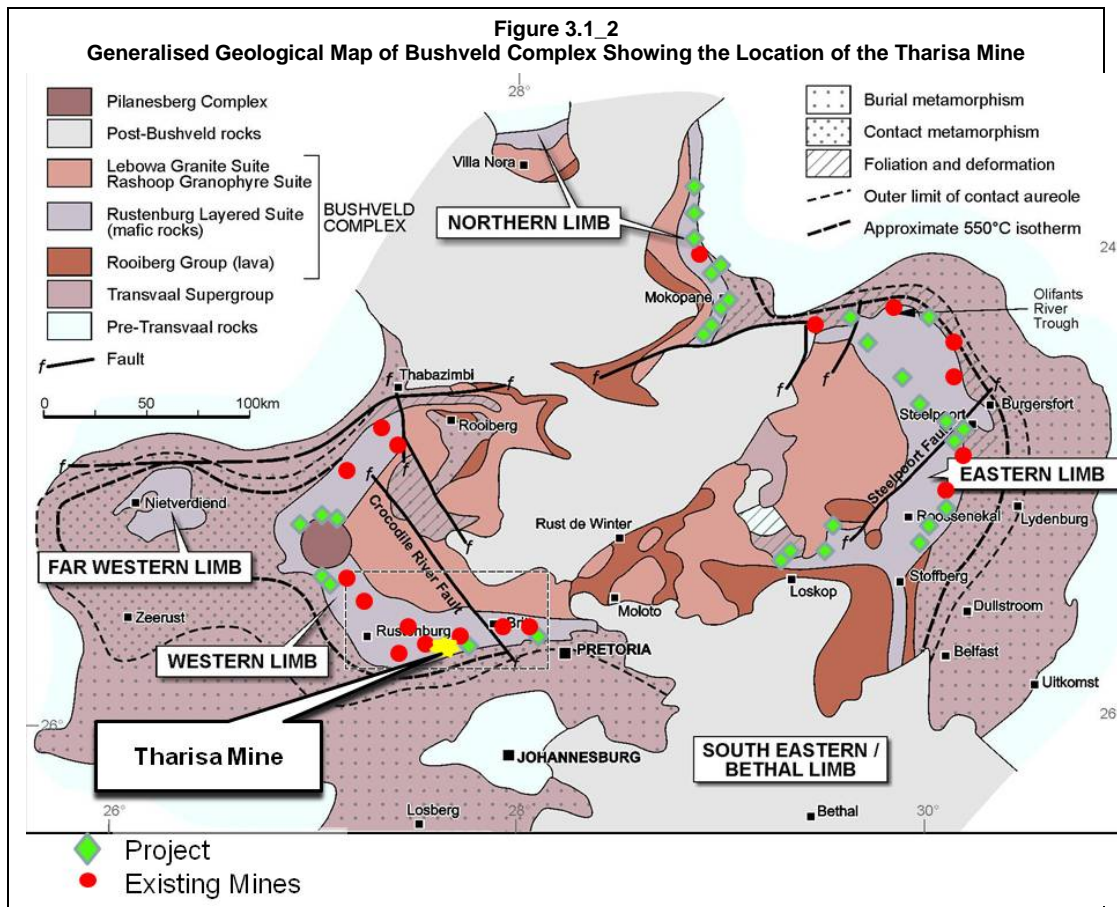 Figure 3.1_2
Generalised Geological Map of Bushveld Complex Showing the Location of the Tharisa Mine
28°
Pilanesberg Complex
Post-Bushveld rocks
Lebowa Granite Suite
Rashoop Granophyre Suite
Rustenburg Layered Suite
(mafic rocks)
BUSHVELD
COMPLEX
Rooiberg Group (lava)
Transvaal Supergroup
Pre-Transvaal rocks
f Fault
0 50 100km
Burial metamorphism
Contact metamorphism
Foliation and deformation
Outer limit of contact aureole
Approximate 550°C isotherm
24
Villa Nora
NORTHERN LIMB
Mokopane
Olifants
River
Trough
f
f
f
Thabazimbi
f
f
Rooiberg
Steelpoort
Burgersfort
f
Steelpoort Fault
EASTERN LIMB
f
f
Nietverdiend
Crocodile River Fault
Rust de Winter
Roossenekal
Lydenburg
f
f
FAR WESTERN LIMB
Loskop
Stoffberg
Zeerust
Moloto
Dullstroom
Rustenburg
Brit
WESTERN LIMB
PRETORIA
Belfast
Uitkomst
26°
26
Tharisa Mine
JOHANNESBURG
SOUTH EASTERN /
BETHAL LIMB
26°
Losberg
28°
Bethal
30°
Project
Existing Mines